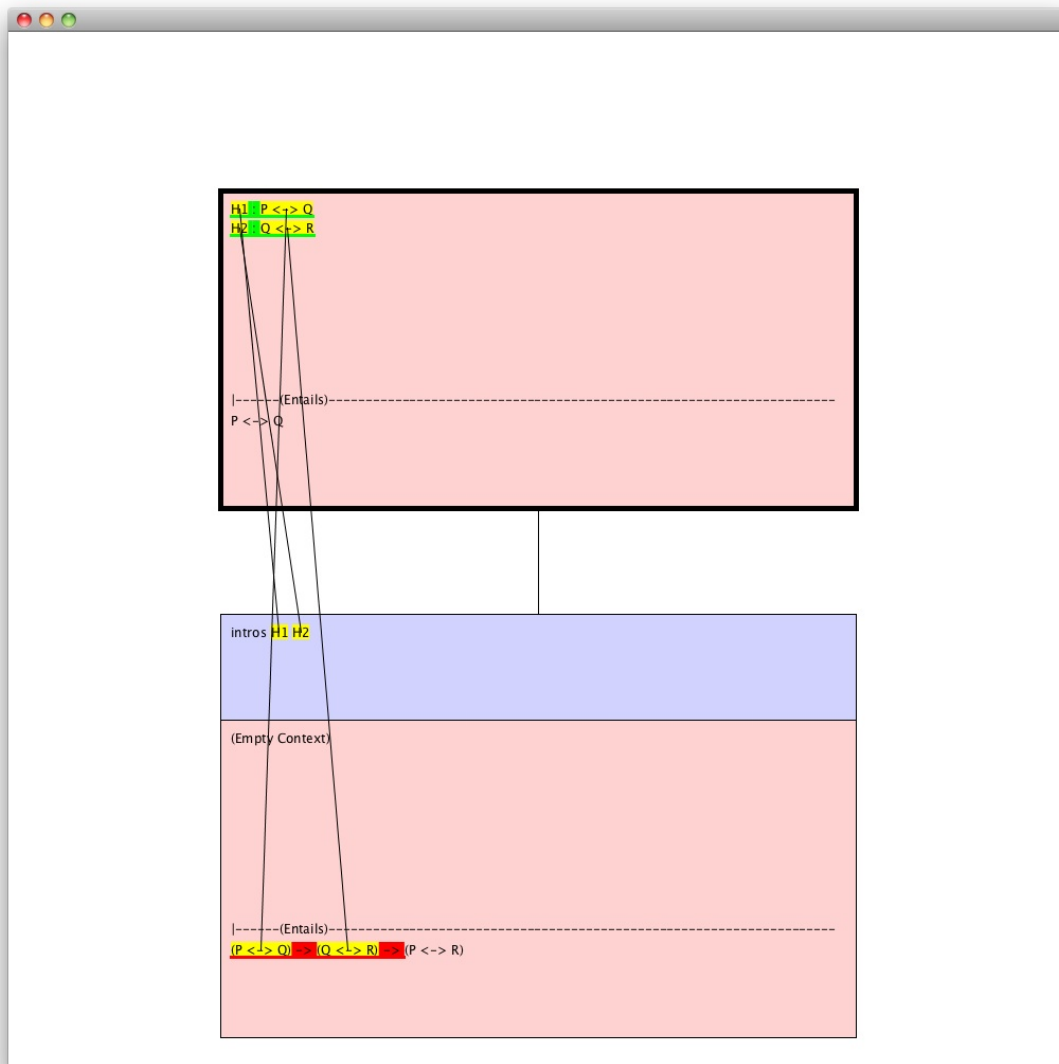 H1 : P <-> Q
H2 : Q <-> R
|------(Entails)--------------------------------------------------------------------
P <-> Q
intros H1 H2
(Empty Context)
|------(Entails)--------------------------------------------------------------------
(P <-> Q) -> (Q <-> R) -> (P <-> R)